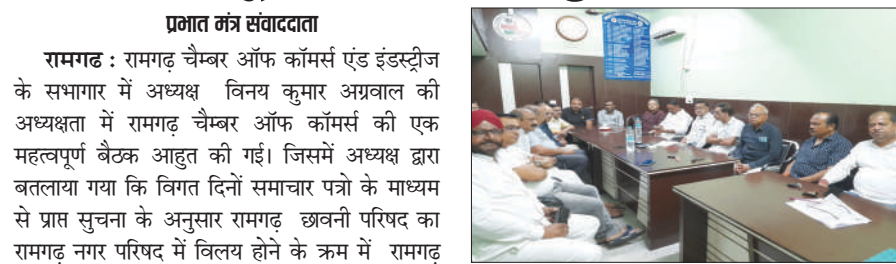 प्रभात मंत्र संवाददाता
रामगढ : रामगढ़ चैम्बर ऑफ कॉमर्स एंड इंडस्ट्रीज
के सभागार में अध्यक्ष विनय कुमार अग्रवाल की
अध्यक्षता में रामगढ़ चैम्बर ऑफ कॉमर्स की एक
महत्वपूर्ण बैठक आहुत की गई। जिसमें अध्यक्ष द्वारा
बतलाया गया कि विगत दिनों समाचार पत्रो के माध्यम
से प्राप्त सुचना के अनुसार रामगढ़ छावनी परिषद का
रामगढ़ नगर परिषद में विलय होने के क्रम में रामगढ़